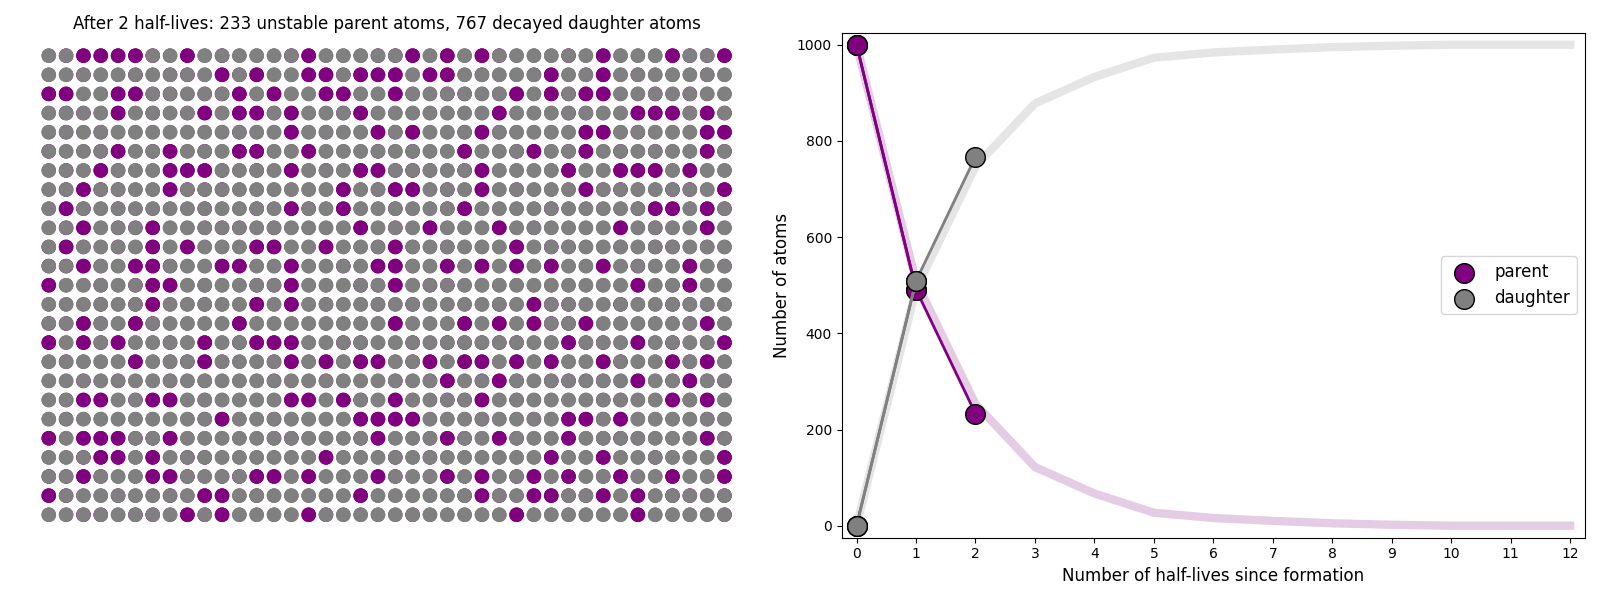 After 2 half-lives: 233 unstable parent atoms, 767 decayed daughter atoms
Number of atoms
1000
800
600
400
200
0
parent
daughter
0 1 2 3 4 5 6 7 8 9 10 11 12
Number of half-lives since formation